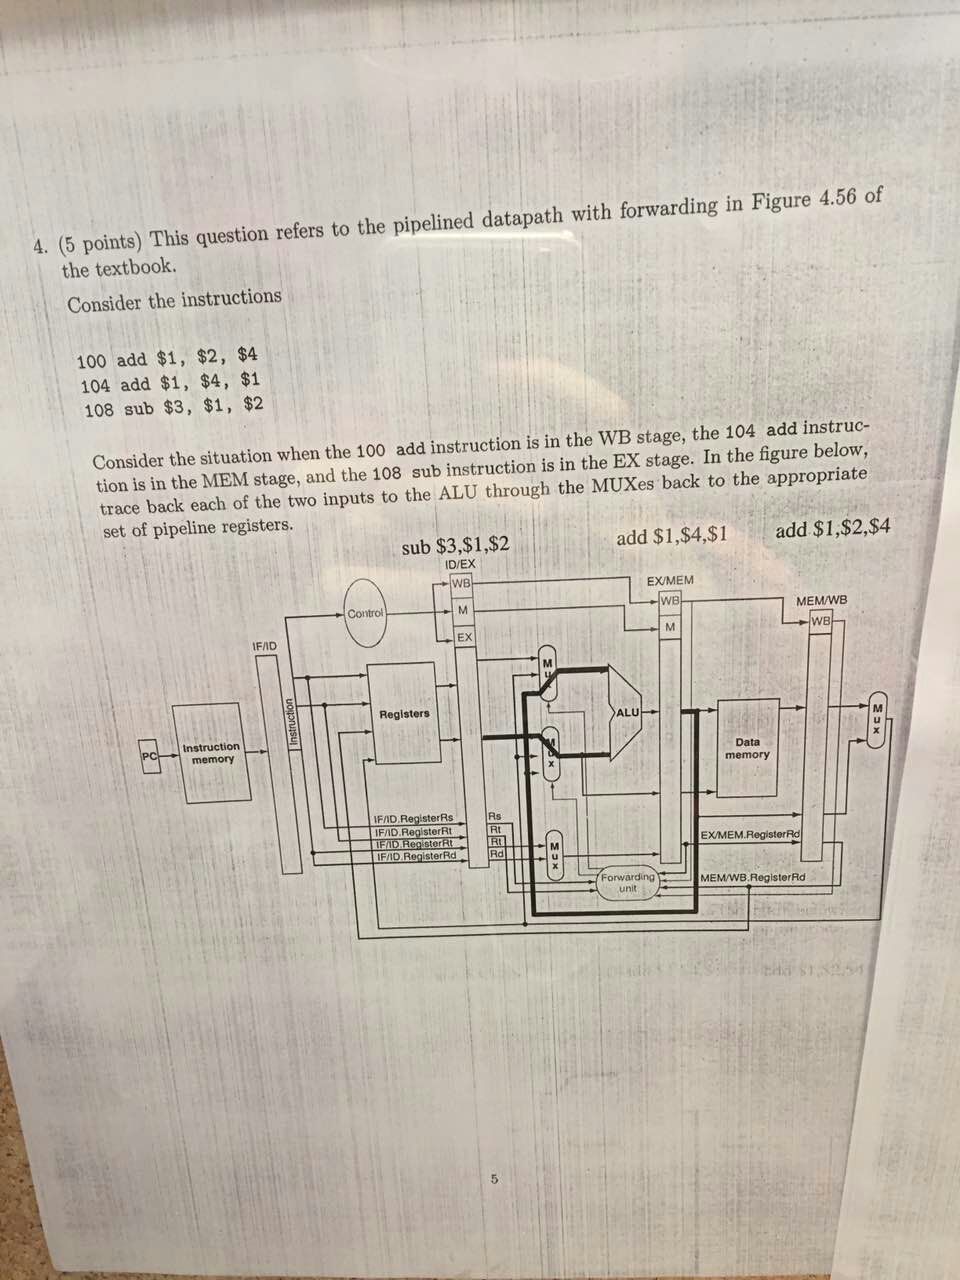 4. (5 points) This question refers to the pipelined datapath with forwarding in Figure 4.56 of
the textbook.
Consider the instructions
100 add $1, $2, $4
104 add $1, $4, $1
108 sub $3, $1, $2
Consider the situation when the 100 add instruction is in the WB stage, the 104 add instruc-
tion is in the MEM stage, and the 108 sub instruction is in the EX stage. In the figure below,
trace back each of the two inputs to the ALU through the MUXes back to the appropriate
set of pipeline registers.
sub $3,$1,$2
add $1,$4,$1
add $1,$2,$4
ID/EX
EX/MEM
MEM/WB
WB
WB
WB
Control
M
M
EX
IF/ID
Mux
Instruction
Registers
ALU
Mux
PC
Instruction
memory
Mux
Data
memory
IF/ID.RegisterRs
IF/ID.RegisterRt
IF/ID.RegisterRt
IF/ID.RegisterRd
Rs
Rt
Rt
Rd
Mux
EX/MEM.RegisterRd
Forwarding
unit
MEM/WB.RegisterRd
5